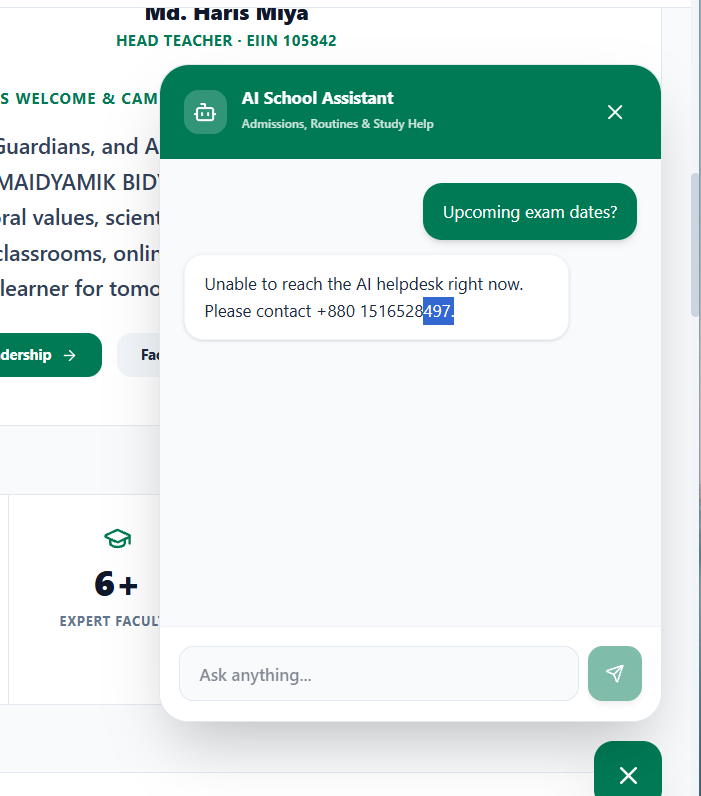 Md. Haris Miya
HEAD TEACHER · EIIN 105842
S WELCOME & CAM
Guardians, and A
MAIDYAMIK BID
oral values, scient
classrooms, onlin
learner for tomo
dership →
Fac
6+
EXPERT FACUL
AI School Assistant
Admissions, Routines & Study Help
Upcoming exam dates?
Unable to reach the AI helpdesk right now.
Please contact +880 1516528497.
Ask anything...